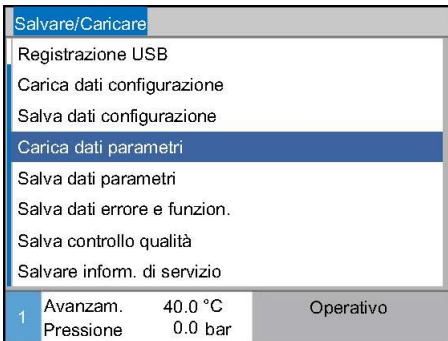 Salvare/Caricare
Registrazione USB
Carica dati configurazione
Salva dati configurazione
Carica dati parametri
Salva dati parametri
Salva dati errore e funzion.
Salva controllo qualità
Salvare inform. di servizio
1 Avanzam. 40.0 °C Operativo
Pressione 0.0 bar